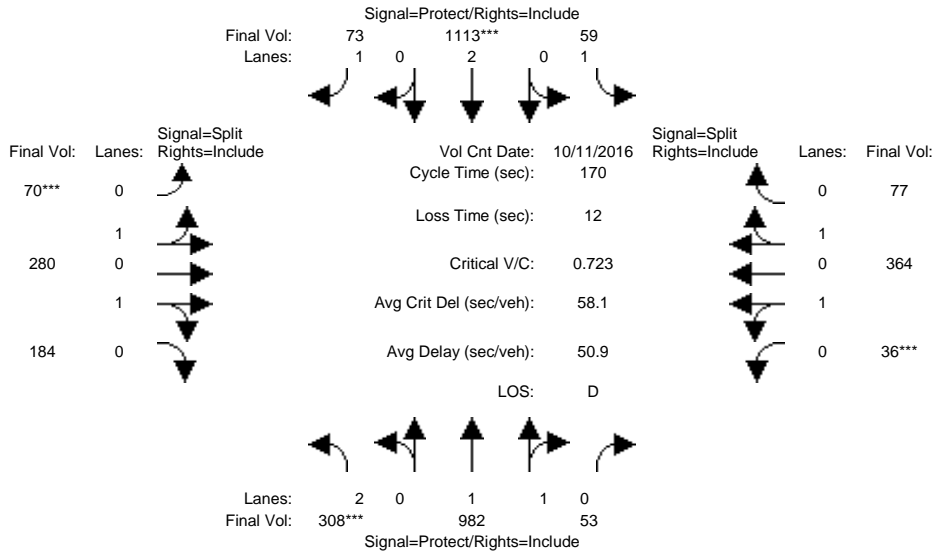 Signal=Protect/Rights=Include
Final Vol: 73 1113*** 59
Lanes: 1 0 2 0 1
Signal=Split Signal=Split
Final Vol: Lanes: Rights=Include Vol Cnt Date: 10/11/2016 Rights=Include Lanes: Final Vol:
Cycle Time (sec): 170
70*** 0 0 77
Loss Time (sec): 12
1 1
280 0 Critical V/C: 0.723 0 364
1 Avg Crit Del (sec/veh): 58.1 1
184 0 Avg Delay (sec/veh): 50.9 0 36***
LOS: D
Lanes: 2 0 1 1 0
Final Vol: 308*** 982 53
Signal=Protect/Rights=Include